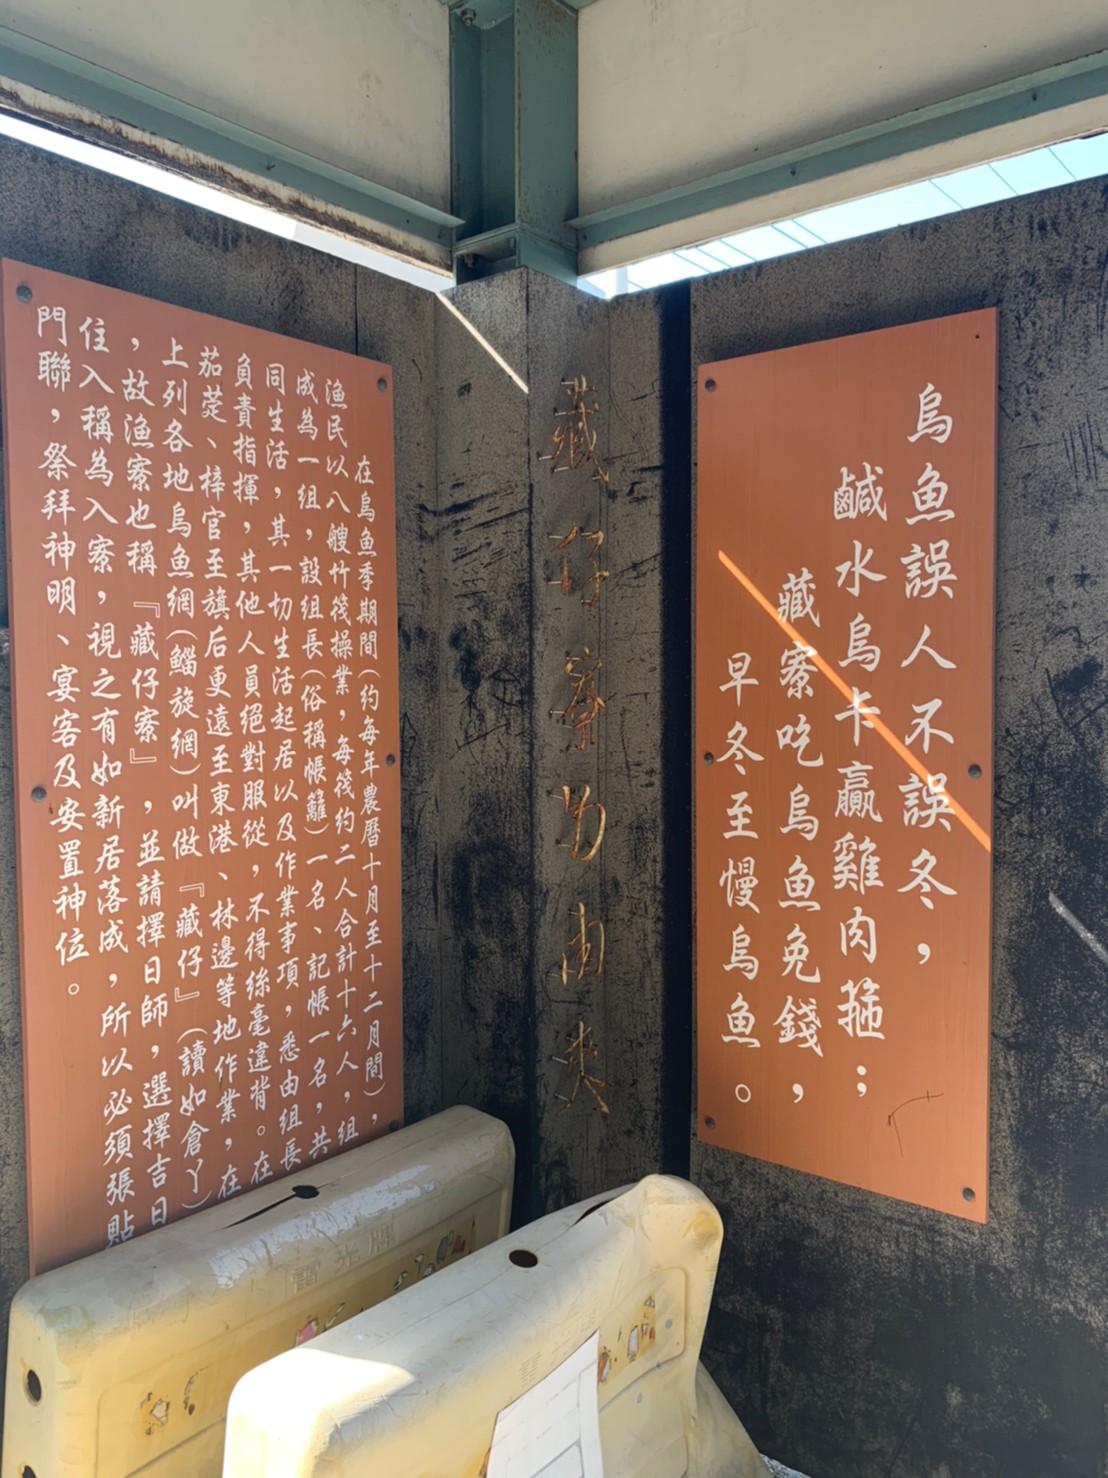 烏魚誤人不誤冬，
鹹水烏卡贏雞肉箍；
藏寮吃烏魚免錢，
早冬至慢烏魚。
藏仔寮的由來
在烏魚季期間(約每年農曆十月至十二月間)，
漁民以八艘竹筏操業，每筏約二人合計十六人，組
成為一組，設組長(俗稱帳籬)一名、記帳一名，共
同生活，其一切生活起居以及作業事項，悉由組長
負責指揮，其他人員絕對服從，不得絲毫違背。在
茄萣、梓官至旗后更遠至東港、林邊等地作業，在
上列各地烏魚網(鯔旋網)叫做『藏仔』(讀如倉ㄚ)
，故漁寮也稱『藏仔寮』，並請擇日師，選擇吉日
住入稱為入寮，視之有如新居落成，所以必須張貼
門聯，祭拜神明、宴客及安置神位。